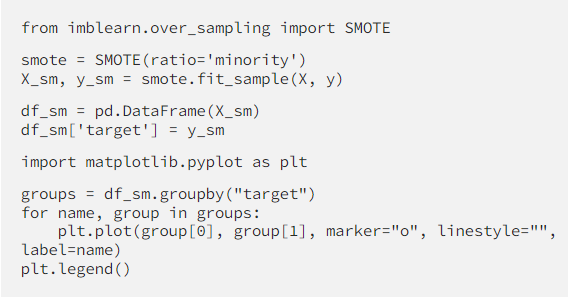 from imblearn.over_sampling import SMOTE
smote = SMOTE(ratio='minority')
X_sm, y_sm = smote.fit_sample(X, y)
df_sm = pd.DataFrame(X_sm)
df_sm['target'] = y_sm
import matplotlib.pyplot as plt
groups = df_sm.groupby("target")
for name, group in groups:
    plt.plot(group[0], group[1], marker="o", linestyle="",
label=name)
plt.legend()